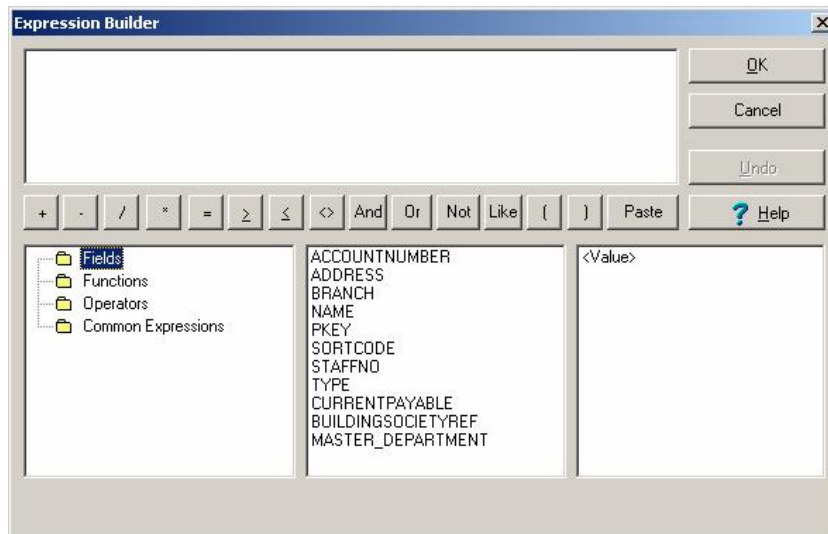 Expression Builder
OK
Cancel
Undo
+ - / * = ≥ ≤ <> And Or Not Like ( ) Paste
? Help
Fields
Functions
Operators
Common Expressions
ACCOUNTNUMBER
ADDRESS
BRANCH
NAME
PKEY
SORTCODE
STAFFNO
TYPE
CURRENTPAYABLE
BUILDINGSOCIETYREF
MASTER_DEPARTMENT
<Value>